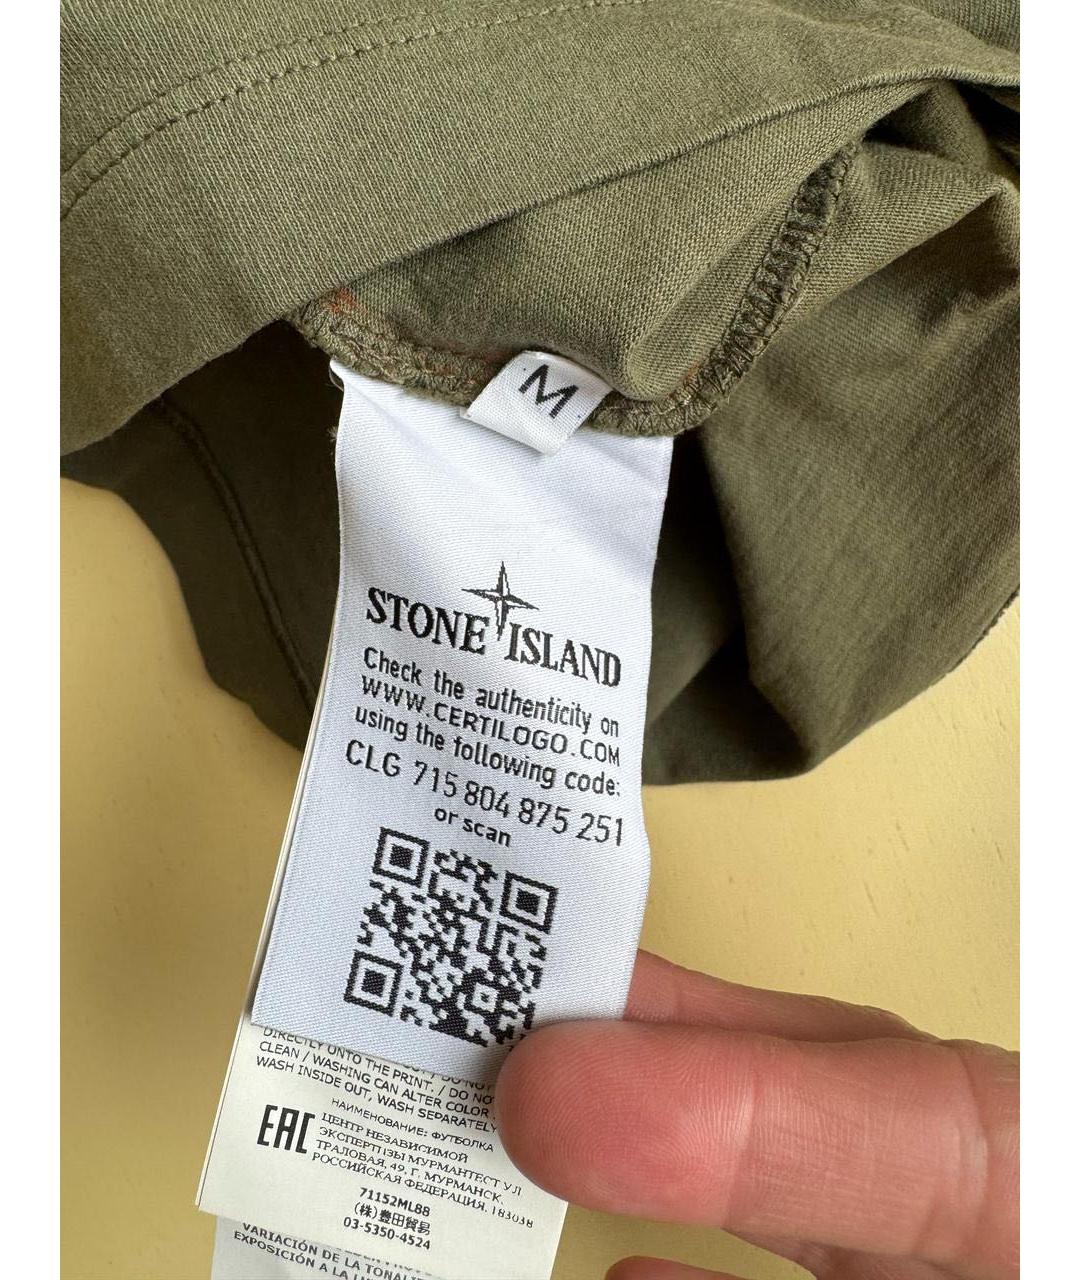 M
STONE ISLAND
Check the authenticity on
WWW.CERTILOGO.COM
using the following code:
CLG 715 804 875 251
or scan
DIRECTLY ONTO THE PRINT. / DO NOT
CLEAN / WASHING CAN ALTER COLOR
WASH INSIDE OUT, WASH SEPARATELY
EAC
НАИМЕНОВАНИЕ: ФУТБОЛКА
ЦЕНТР НЕЗАВИСИМОЙ
ЭКСПЕРТИЗЫ МУРМАНТЕСТ УЛ
ТРАЛОВАЯ, 49, Г. МУРМАНСК,
РОССИЙСКАЯ ФЕДЕРАЦИЯ, 183038
71152ML88
(株)豊田貿易
03-5350-4524
VARIACIÓN DE LA TONALI
EXPOSICIÓN A LA